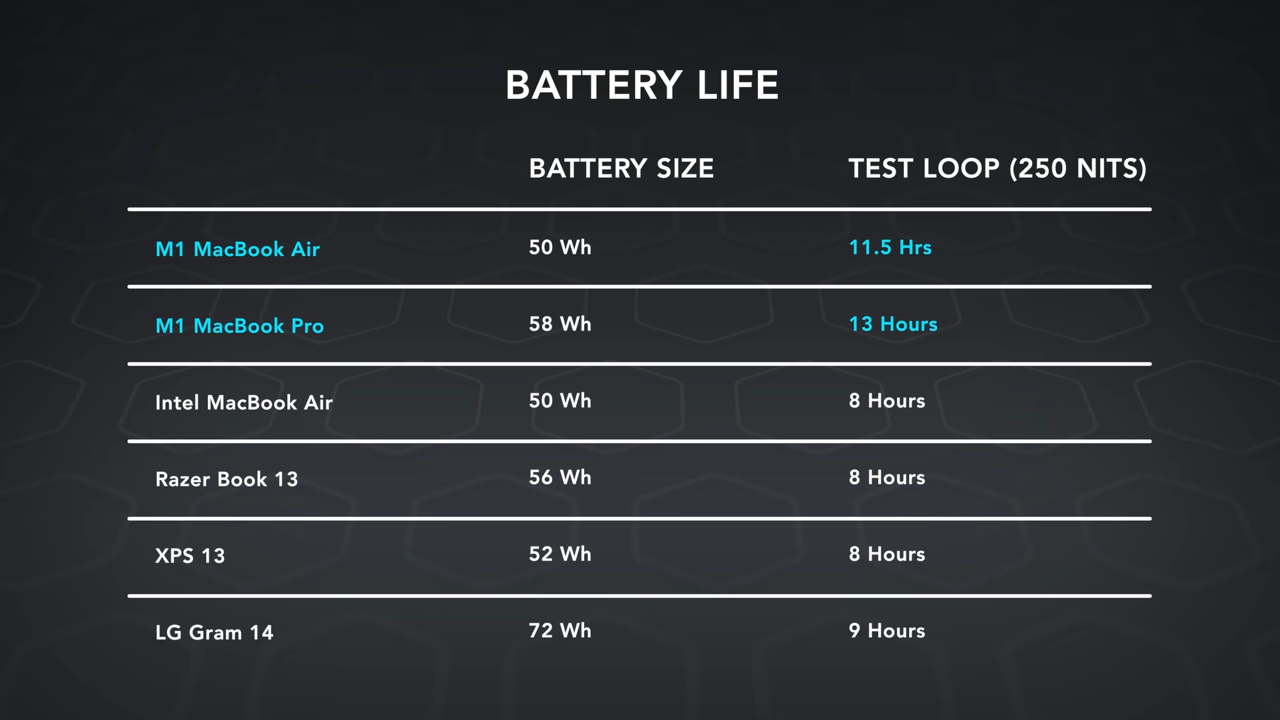 BATTERY LIFE
BATTERY SIZE TEST LOOP (250 NITS)
M1 MacBook Air 50 Wh 11.5 Hrs
M1 MacBook Pro 58 Wh 13 Hours
Intel MacBook Air 50 Wh 8 Hours
Razer Book 13 56 Wh 8 Hours
XPS 13 52 Wh 8 Hours
LG Gram 14 72 Wh 9 Hours